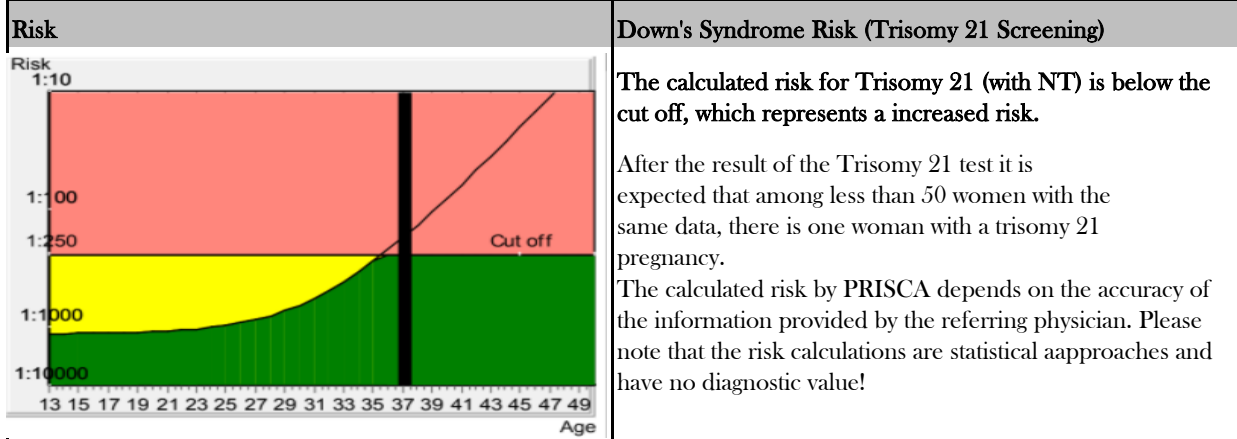 Risk
Down's Syndrome Risk (Trisomy 21 Screening)
Risk
1:10
1:100
1:250
Cut off
1:1000
1:10000
13 15 17 19 21 23 25 27 29 31 33 35 37 39 41 43 45 47 49
Age
The calculated risk for Trisomy 21 (with NT) is below the
cut off, which represents a increased risk.
After the result of the Trisomy 21 test it is
expected that among less than 50 women with the
same data, there is one woman with a trisomy 21
pregnancy.
The calculated risk by PRISCA depends on the accuracy of
the information provided by the referring physician. Please
note that the risk calculations are statistical aapproaches and
have no diagnostic value!